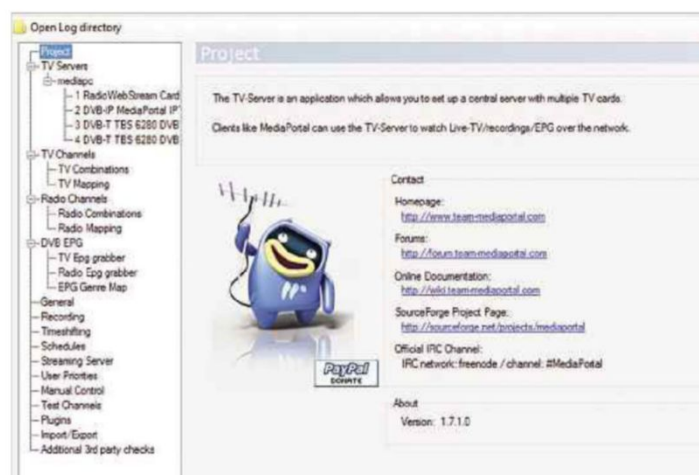 Open Log directory
Project
TV Servers
mediapc
1 RadioWebStream Card
2 DVB-IP MediaPortal IPT
3 DVB-T TBS 6280 DVB
4 DVB-T TBS 6280 DVB
TV Channels
TV Combinations
TV Mapping
Radio Channels
Radio Combinations
Radio Mapping
DVB EPG
TV Epg grabber
Radio Epg grabber
EPG Genre Map
General
Recording
Timeshifting
Schedules
Streaming Server
User Priorities
Manual Control
Test Channels
Plugins
Import/Export
Additional 3rd party checks
Project
The TV-Server is an application which allows you to set up a central server with multiple TV cards.
Clients like MediaPortal can use the TV-Server to watch Live-TV/recordings/EPG over the network.
PayPal
DONATE
Contact
Homepage:
http://www.team-mediaportal.com
Forums:
http://forum.team-mediaportal.com
Online Documentation:
http://wiki.team-mediaportal.com
SourceForge Project Page:
http://sourceforge.net/projects/mediaportal
Official IRC Channel:
IRC network: freenode / channel: #MediaPortal
About
Version: 1.7.1.0